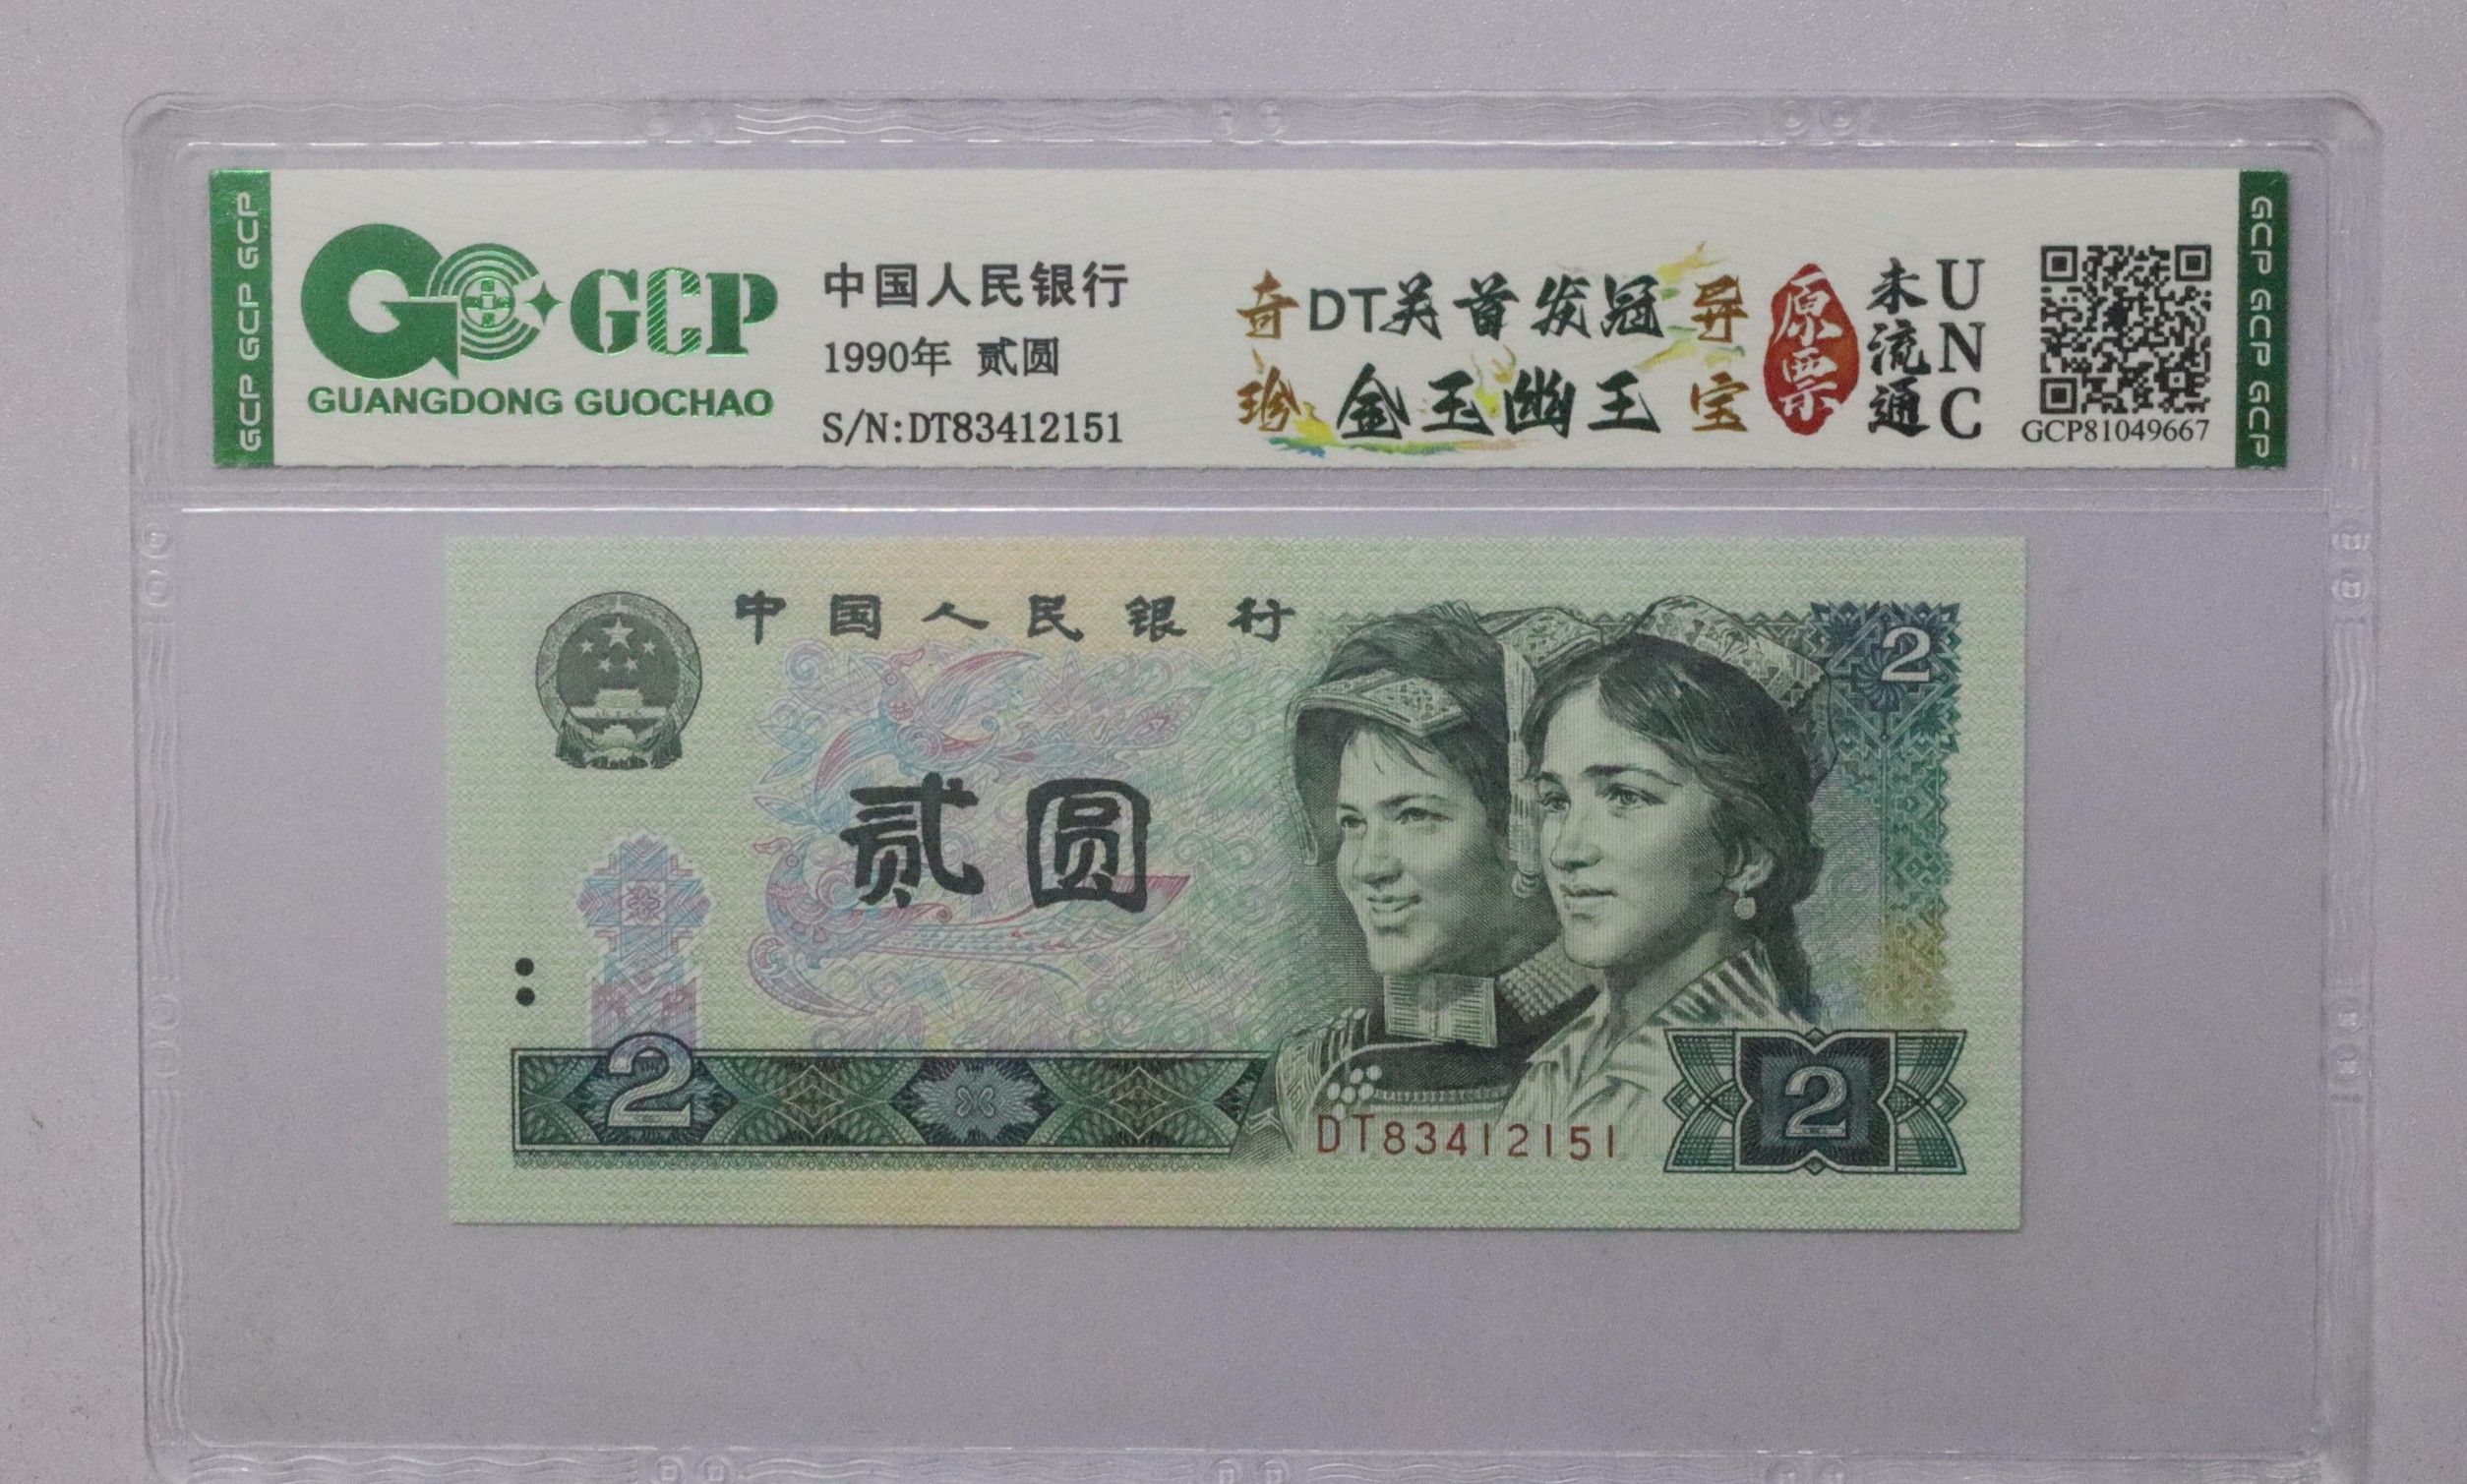 GCP GCP GCP
GCP
GUANGDONG GUOCHAO
中国人民银行
1990年 贰圆
S/N:DT83412151
奇珍
DT关首发冠
金玉幽王
异宝
原票
未流通
UNC
GCP81049667
GCP GCP GCP
中国人民银行
2
贰圆
2
DT83412151
2